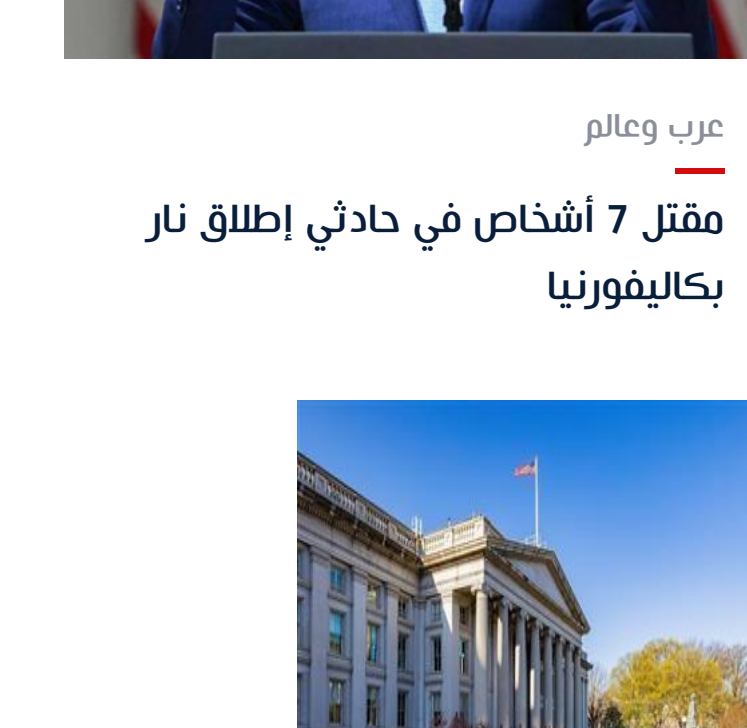 عرب وعالم
مقتل 7 أشخاص في حادثي إطلاق نار
بكاليفورنيا